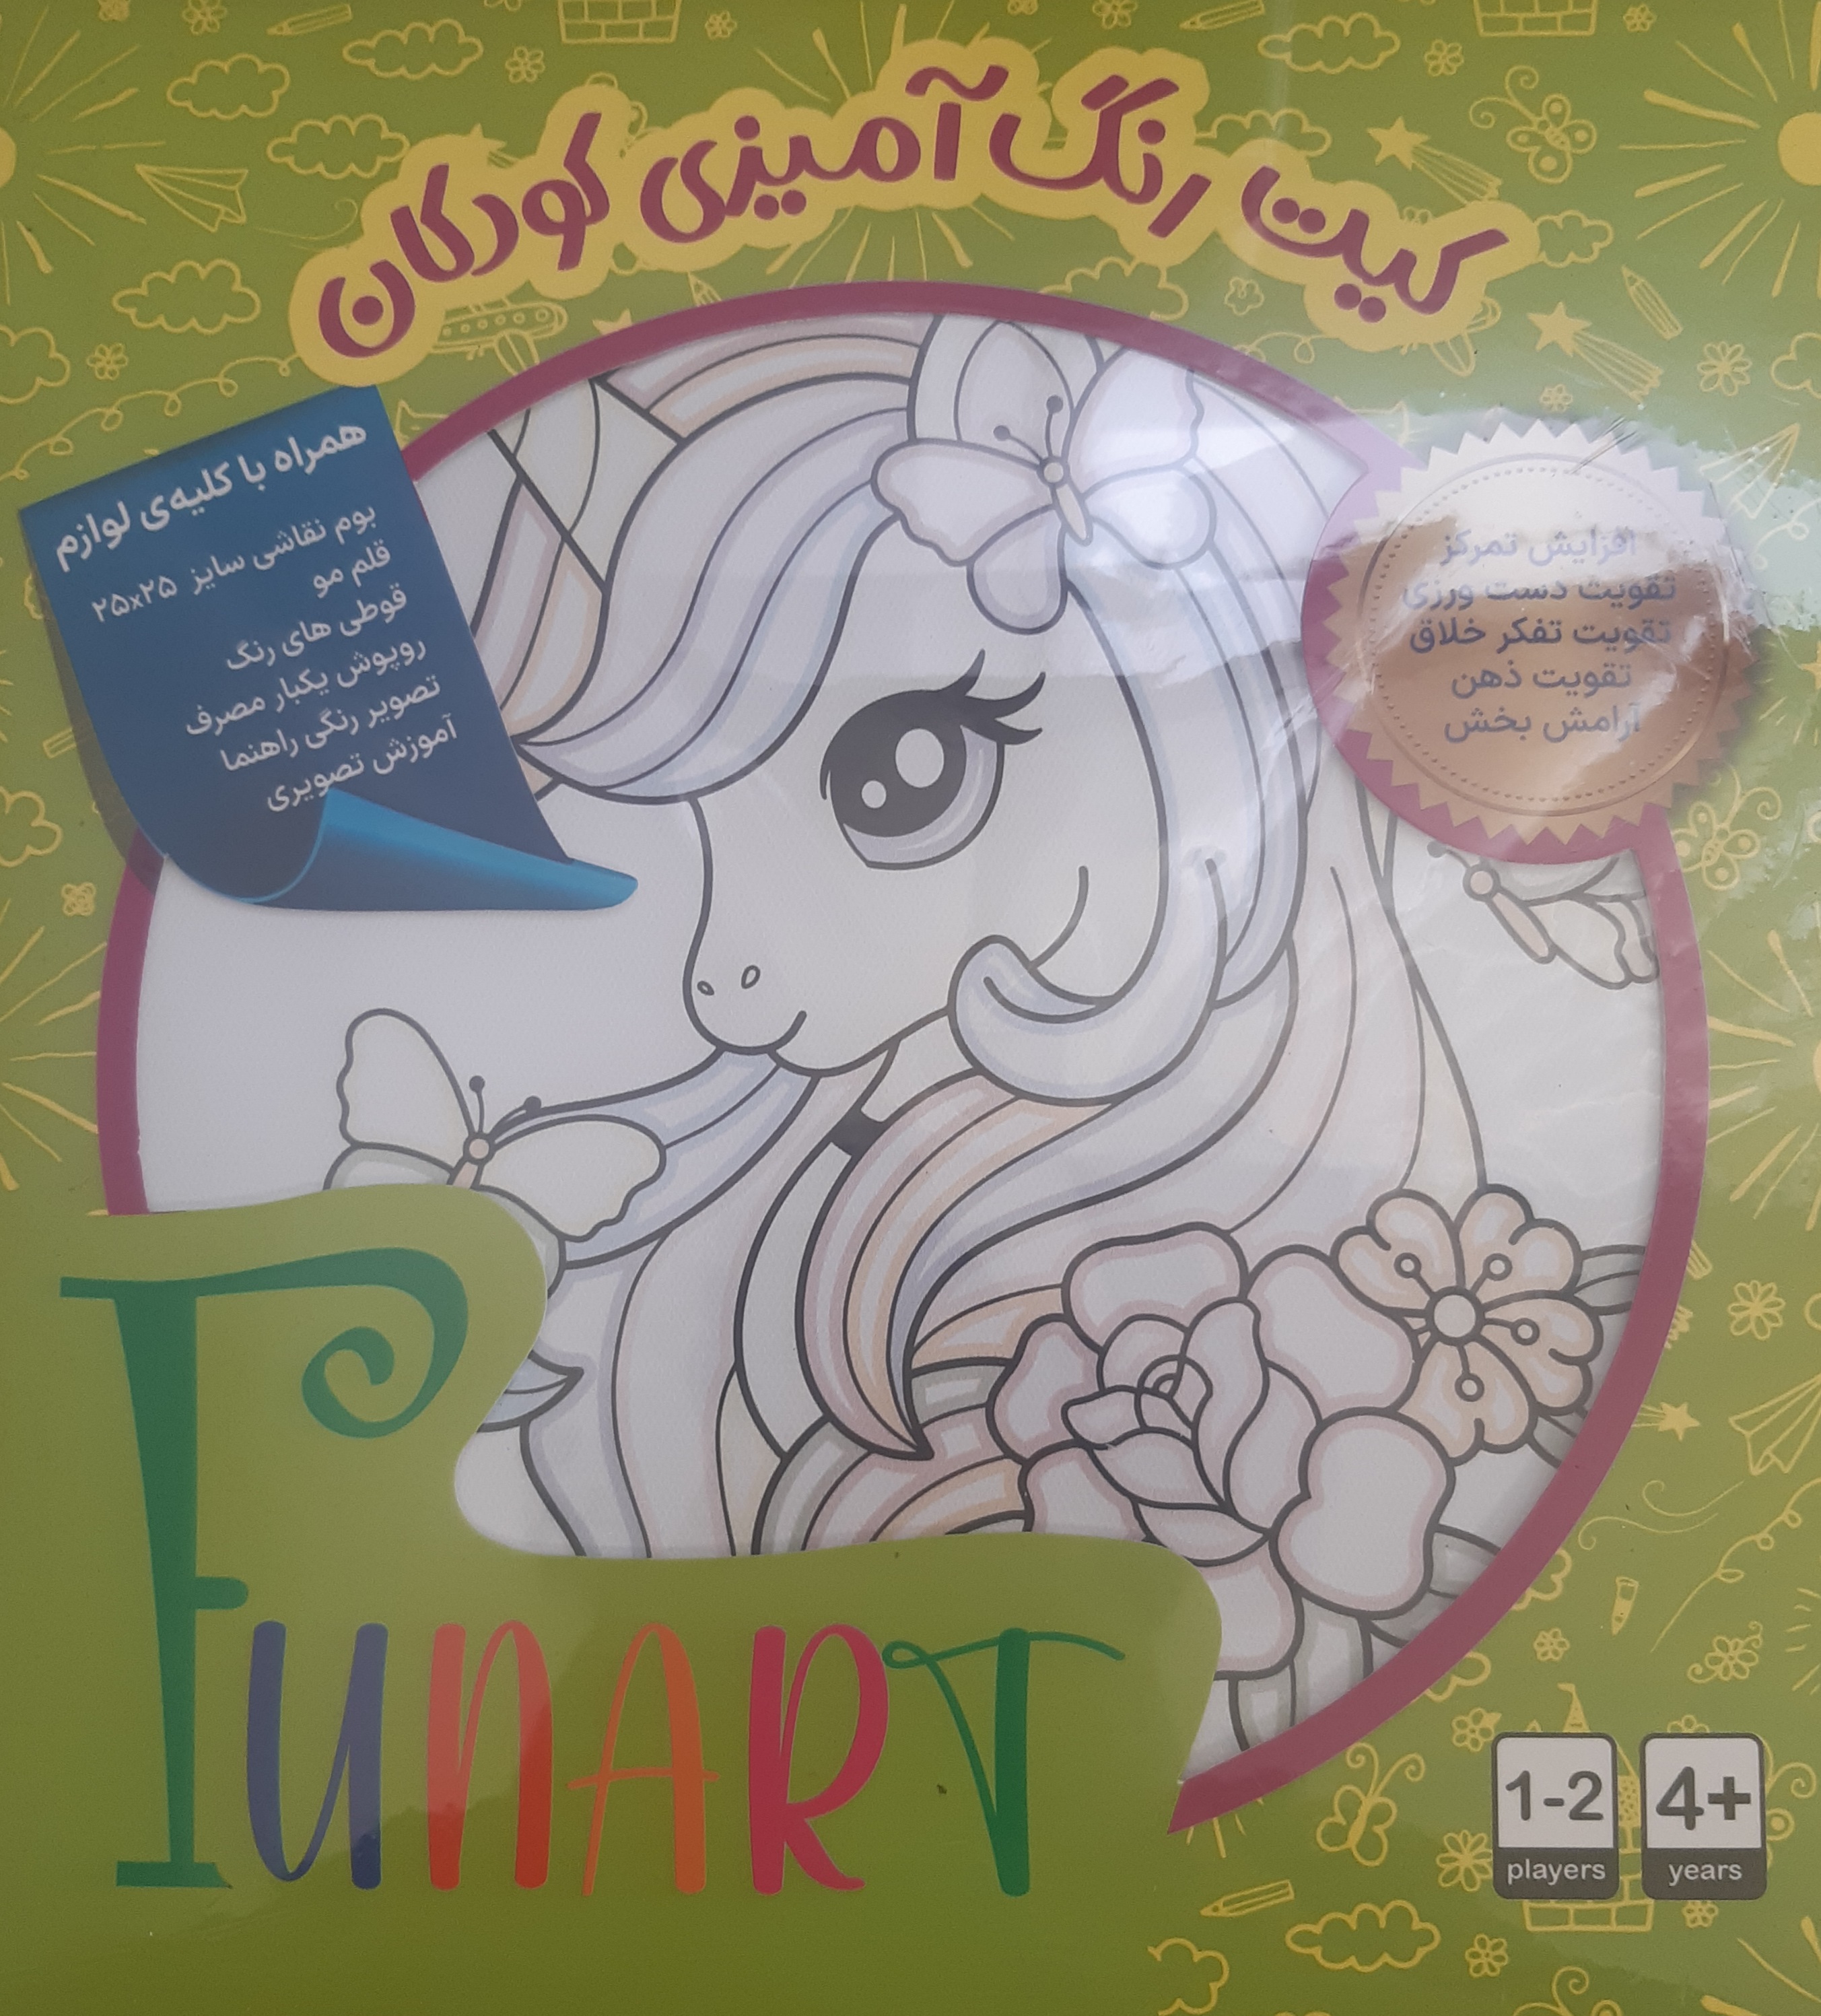 کیت رنگ آمیزی کودکان
همراه با کلیه‌ی لوازم
بوم نقاشی سایز ۲۵x۲۵
قلم مو
قوطی های رنگ
روپوش یکبار مصرف
تصویر رنگی راهنما
آموزش تصویری
افزایش تمرکز
تقویت دست ورزی
تقویت تفکر خلاق
تقویت ذهن
آرامش بخش
FUNART
1-2
players
4+
years